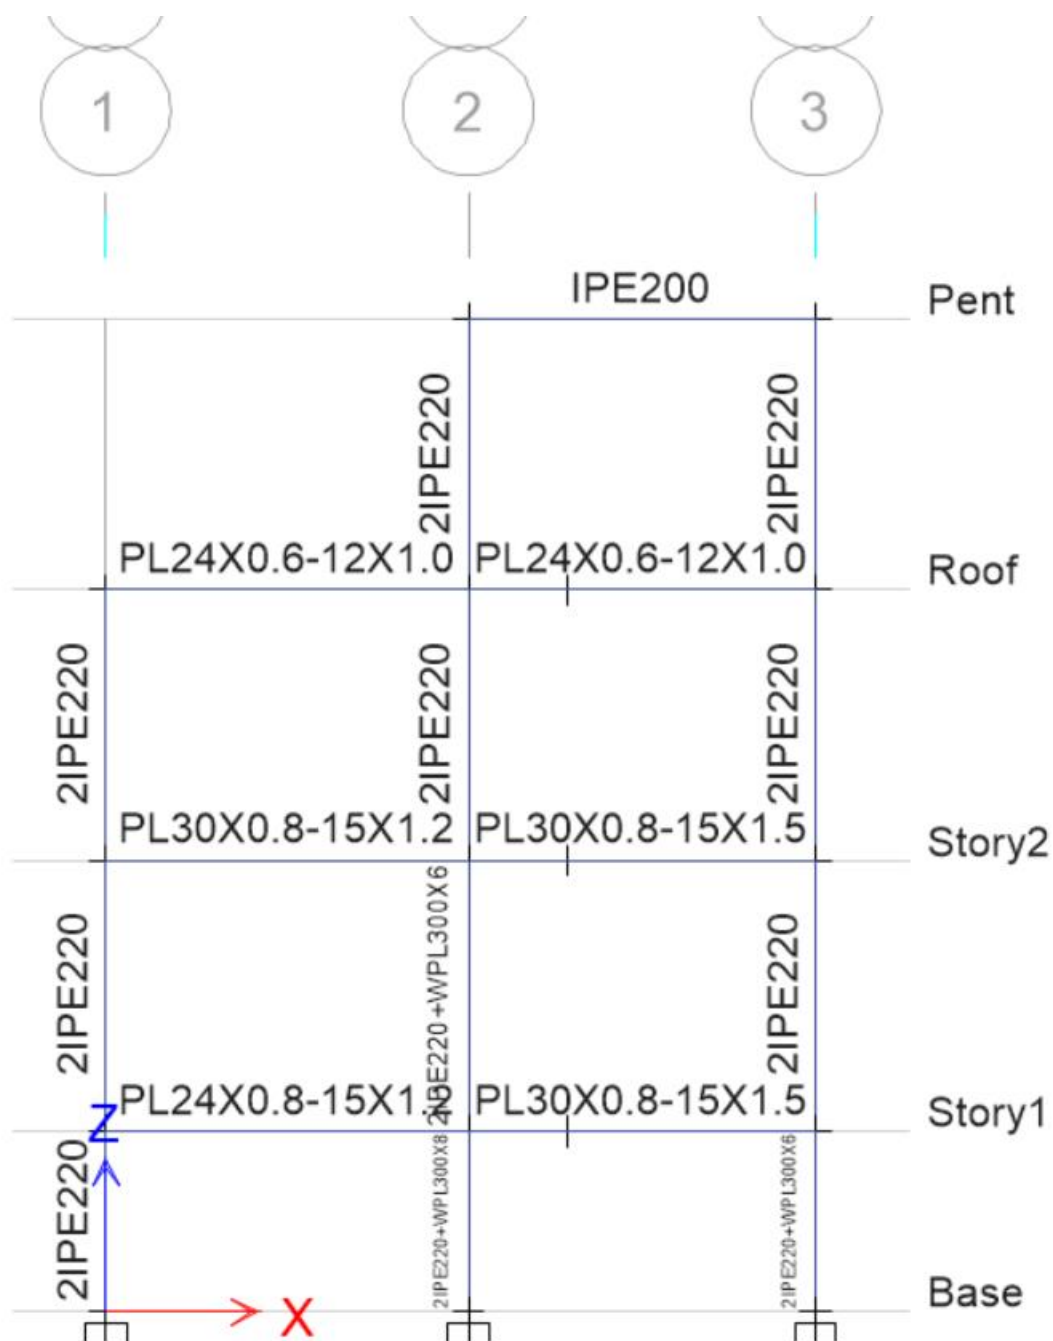 1 2 3
IPE200
Pent
2IPE220 2IPE220
PL24X0.6-12X1.0 PL24X0.6-12X1.0
Roof
2IPE220 2IPE220 2IPE220
PL30X0.8-15X1.2 PL30X0.8-15X1.5
Story2
2IPE220 2IPE220+WPL300X6 2IPE220
PL24X0.8-15X1. PL30X0.8-15X1.5
Story1
Z
2IPE220 2IPE220+WPL300X8 2IPE220+WPL300X6
Base
X